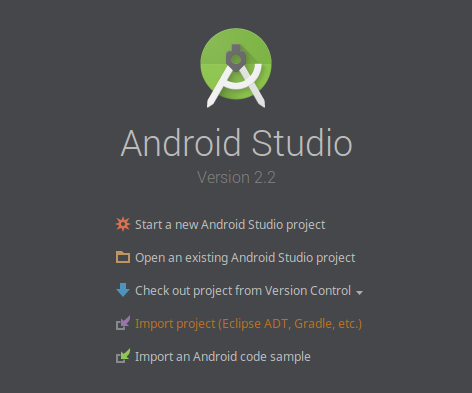 Android Studio
Version 2.2
Start a new Android Studio project
Open an existing Android Studio project
Check out project from Version Control
Import project (Eclipse ADT, Gradle, etc.)
Import an Android code sample